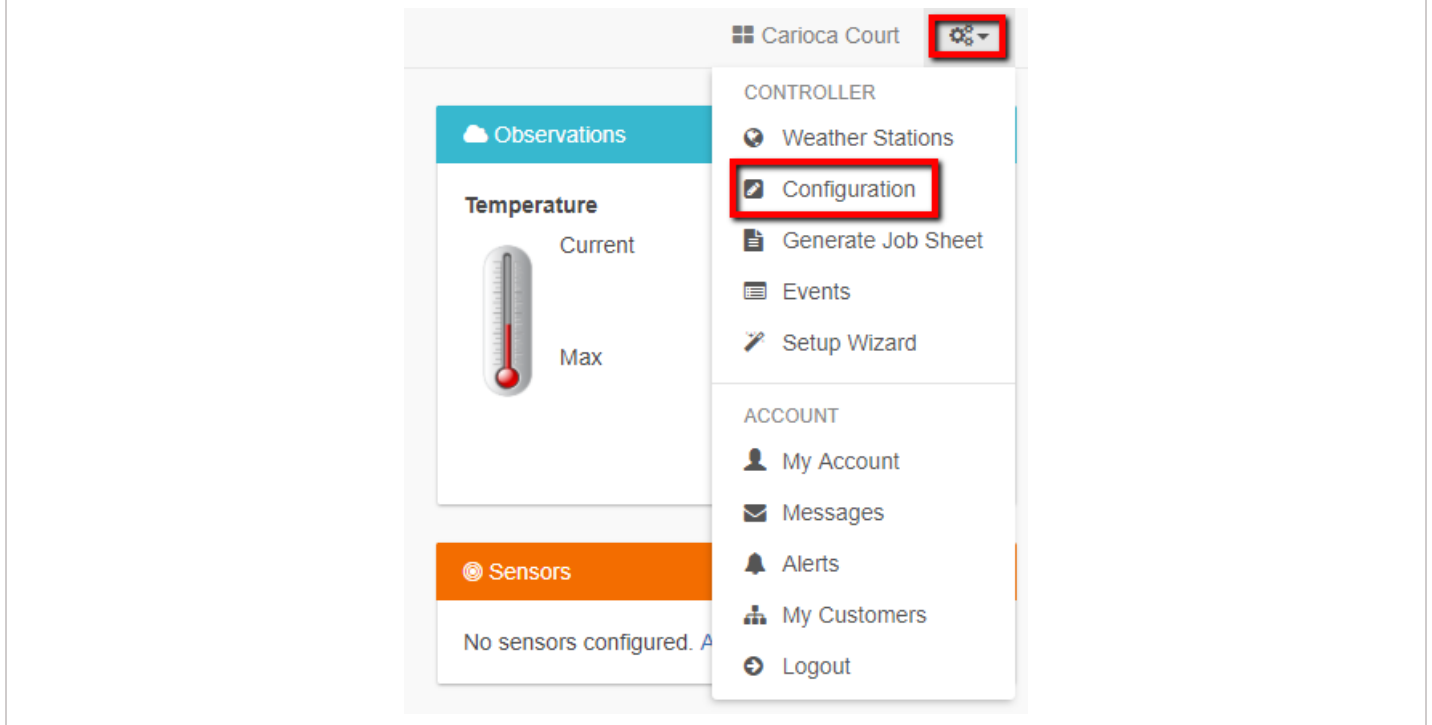 Carioca Court
CONTROLLER
Observations
Weather Stations
Configuration
Temperature
Current
Generate Job Sheet
Events
Setup Wizard
Max
ACCOUNT
My Account
Messages
Sensors
Alerts
My Customers
No sensors configured. A
Logout